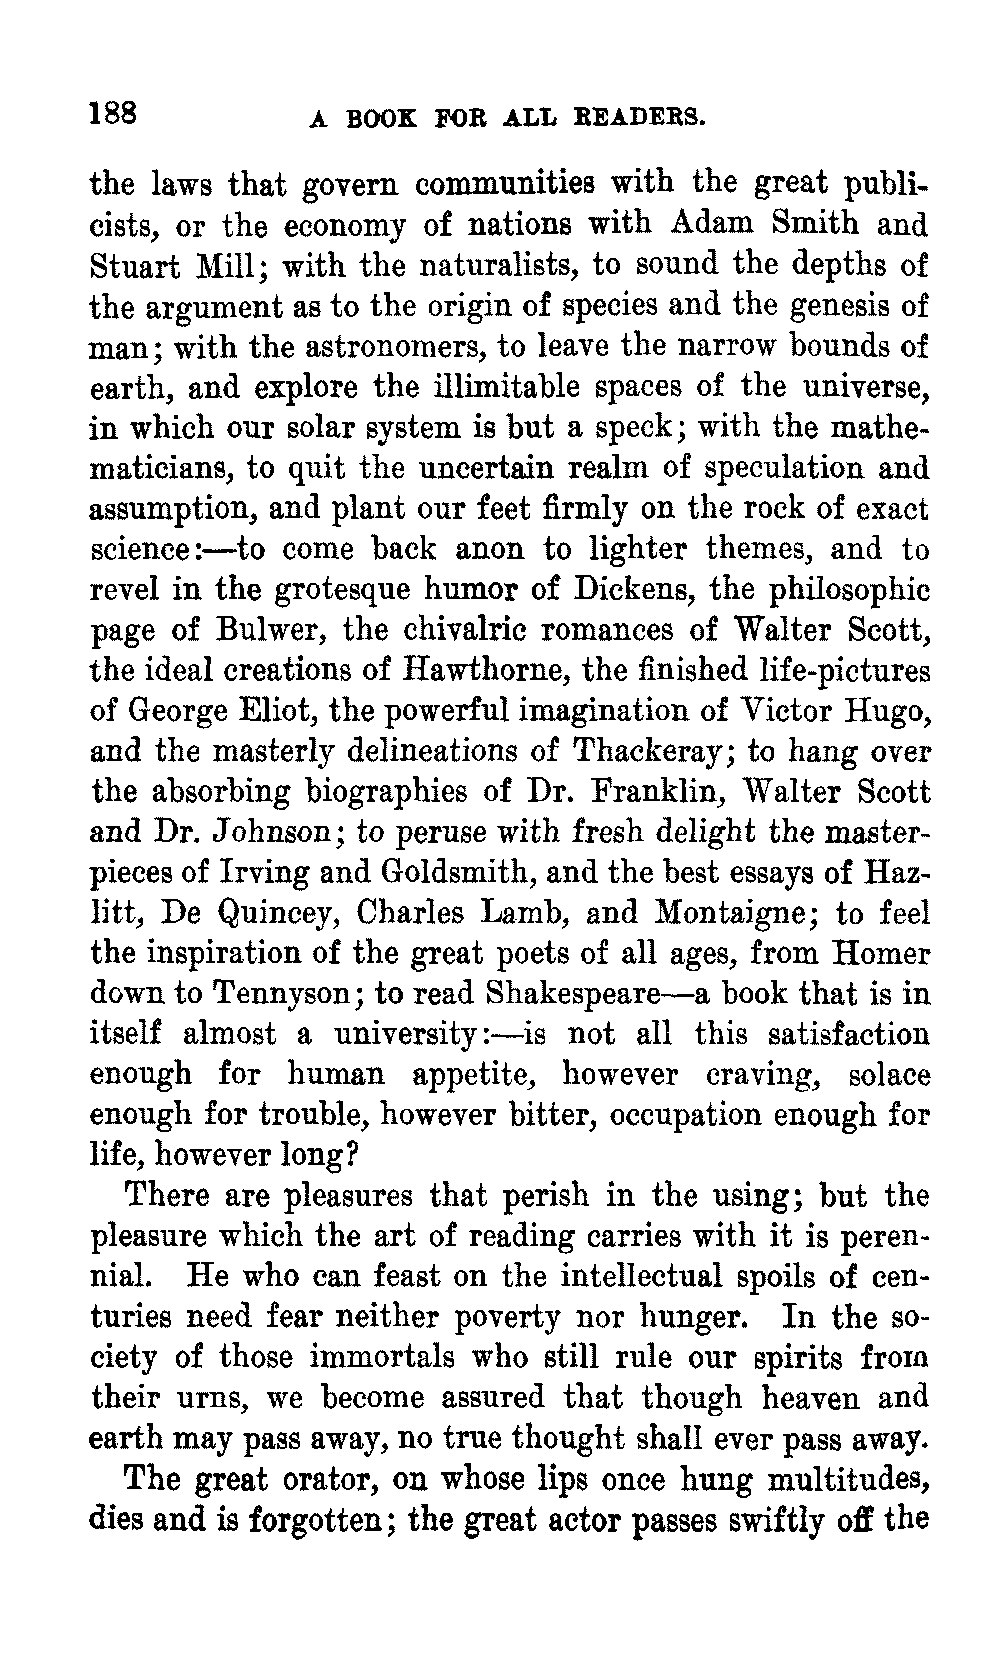 188 A BOOK FOR ALL READERS.
the laws that govern communities with the great publi-
cists, or the economy of nations with Adam Smith and
Stuart Mill; with the naturalists, to sound the depths of
the argument as to the origin of species and the genesis of
man; with the astronomers, to leave the narrow bounds of
earth, and explore the illimitable spaces of the universe,
in which our solar system is but a speck; with the mathe-
maticians, to quit the uncertain realm of speculation and
assumption, and plant our feet firmly on the rock of exact
science:—to come back anon to lighter themes, and to
revel in the grotesque humor of Dickens, the philosophic
page of Bulwer, the chivalric romances of Walter Scott,
the ideal creations of Hawthorne, the finished life-pictures
of George Eliot, the powerful imagination of Victor Hugo,
and the masterly delineations of Thackeray; to hang over
the absorbing biographies of Dr. Franklin, Walter Scott
and Dr. Johnson; to peruse with fresh delight the master-
pieces of Irving and Goldsmith, and the best essays of Haz-
litt, De Quincey, Charles Lamb, and Montaigne; to feel
the inspiration of the great poets of all ages, from Homer
down to Tennyson; to read Shakespeare—a book that is in
itself almost a university:—is not all this satisfaction
enough for human appetite, however craving, solace
enough for trouble, however bitter, occupation enough for
life, however long?
There are pleasures that perish in the using; but the
pleasure which the art of reading carries with it is peren-
nial. He who can feast on the intellectual spoils of cen-
turies need fear neither poverty nor hunger. In the so-
ciety of those immortals who still rule our spirits from
their urns, we become assured that though heaven and
earth may pass away, no true thought shall ever pass away.
The great orator, on whose lips once hung multitudes,
dies and is forgotten; the great actor passes swiftly off the